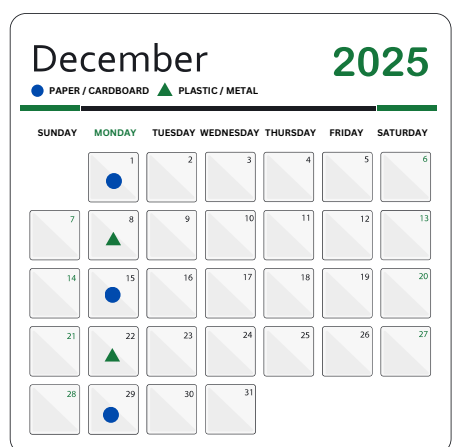 December 2025
PAPER / CARDBOARD PLASTIC / METAL
SUNDAY MONDAY TUESDAY WEDNESDAY THURSDAY FRIDAY SATURDAY
1 2 3 4 5 6
7 8 9 10 11 12 13
14 15 16 17 18 19 20
21 22 23 24 25 26 27
28 29 30 31